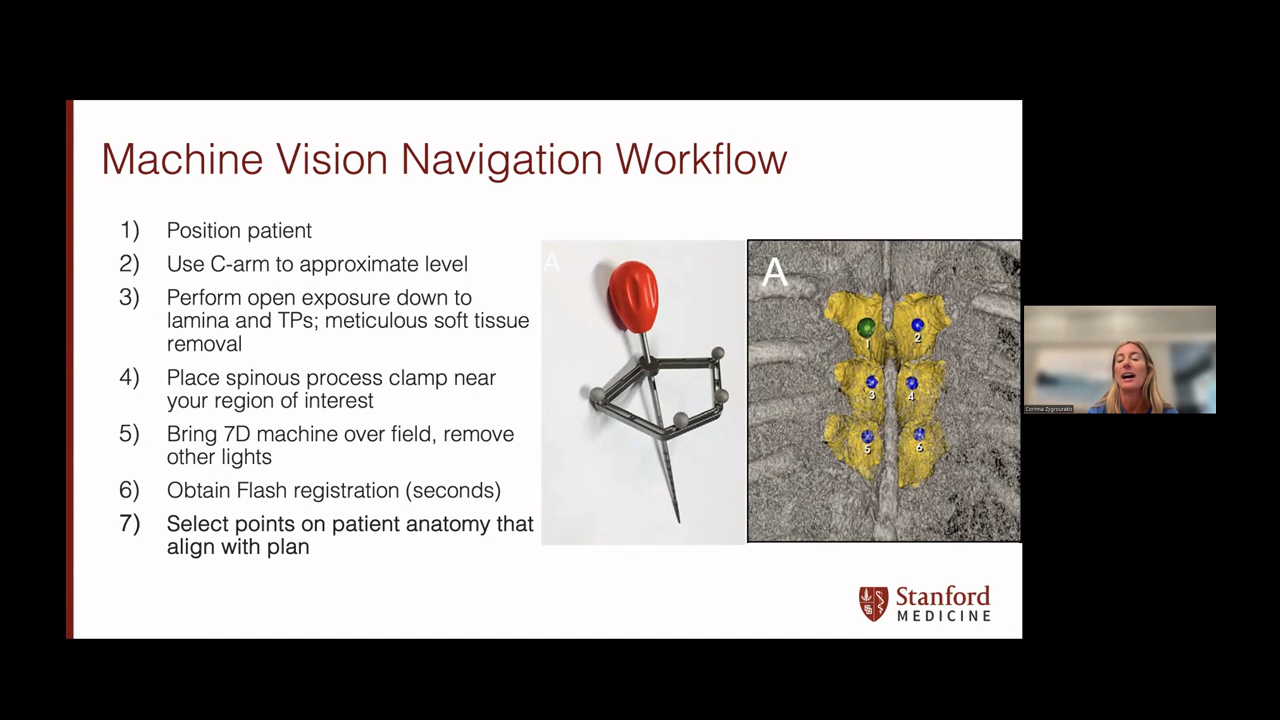 Machine Vision Navigation Workflow
1) Position patient
2) Use C-arm to approximate level
3) Perform open exposure down to
lamina and TPs; meticulous soft tissue
removal
4) Place spinous process clamp near
your region of interest
5) Bring 7D machine over field, remove
other lights
6) Obtain Flash registration (seconds)
7) Select points on patient anatomy that
align with plan
A
A
1
2
3
4
5
6
Stanford
MEDICINE
Corinna Zygourakis